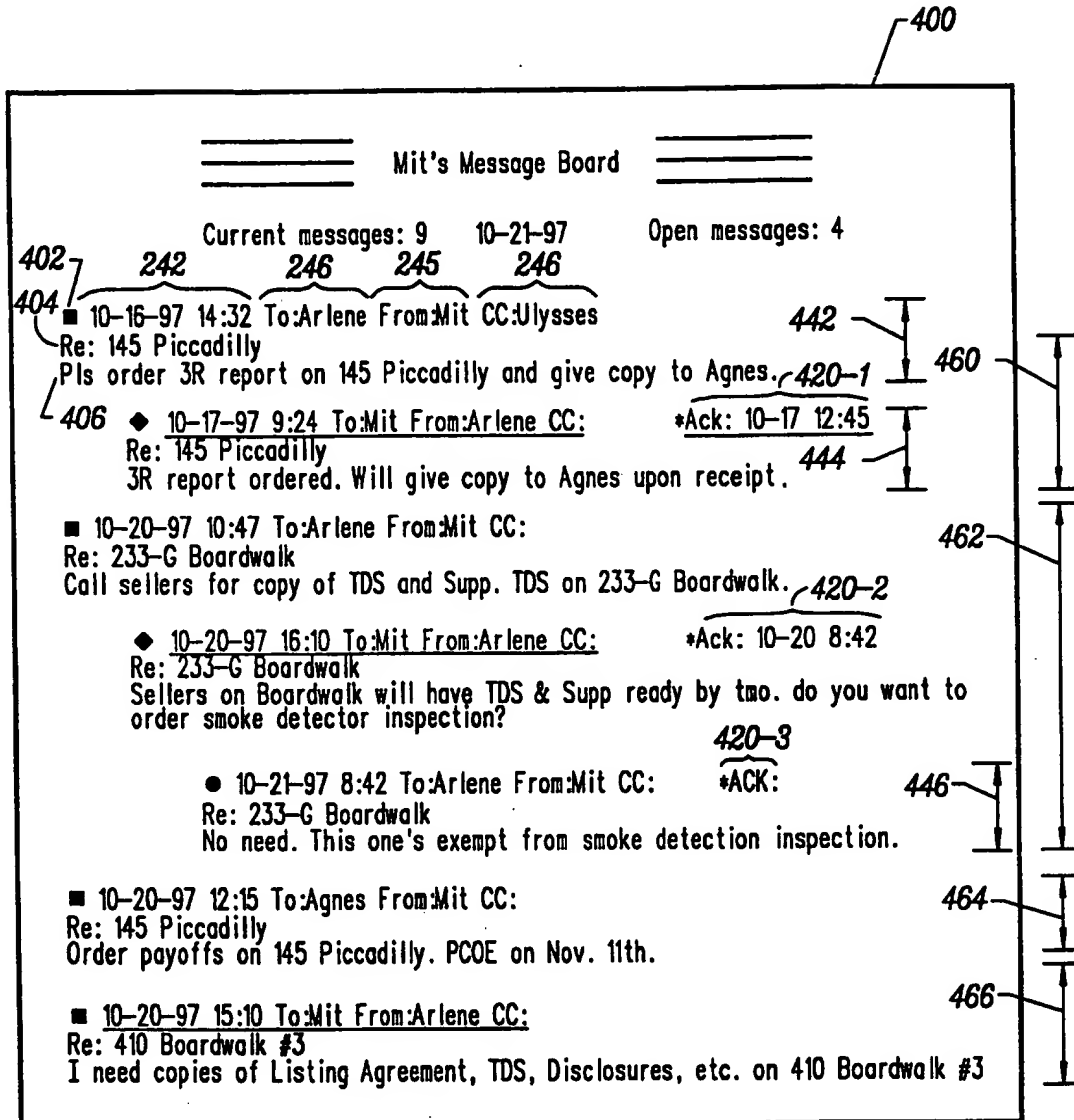 400
Mit's Message Board
Current messages: 9 10-21-97 Open messages: 4
402 242 246 245 246
404
■ 10-16-97 14:32 To:Arlene From:Mit CC:Ulysses
442
Re: 145 Piccadilly
460
Pls order 3R report on 145 Piccadilly and give copy to Agnes. 420-1
406 ◆ 10-17-97 9:24 To:Mit From:Arlene CC: *Ack: 10-17 12:45
Re: 145 Piccadilly 444
3R report ordered. Will give copy to Agnes upon receipt.
■ 10-20-97 10:47 To:Arlene From:Mit CC:
462
Re: 233-G Boardwalk
Call sellers for copy of TDS and Supp. TDS on 233-G Boardwalk. 420-2
◆ 10-20-97 16:10 To:Mit From:Arlene CC: *Ack: 10-20 8:42
Re: 233-G Boardwalk
Sellers on Boardwalk will have TDS & Supp ready by tmo. do you want to
order smoke detector inspection?
420-3
● 10-21-97 8:42 To:Arlene From:Mit CC: *ACK: 446
Re: 233-G Boardwalk
No need. This one's exempt from smoke detection inspection.
■ 10-20-97 12:15 To:Agnes From:Mit CC: 464
Re: 145 Piccadilly
Order payoffs on 145 Piccadilly. PCOE on Nov. 11th.
466
■ 10-20-97 15:10 To:Mit From:Arlene CC:
Re: 410 Boardwalk #3
I need copies of Listing Agreement, TDS, Disclosures, etc. on 410 Boardwalk #3